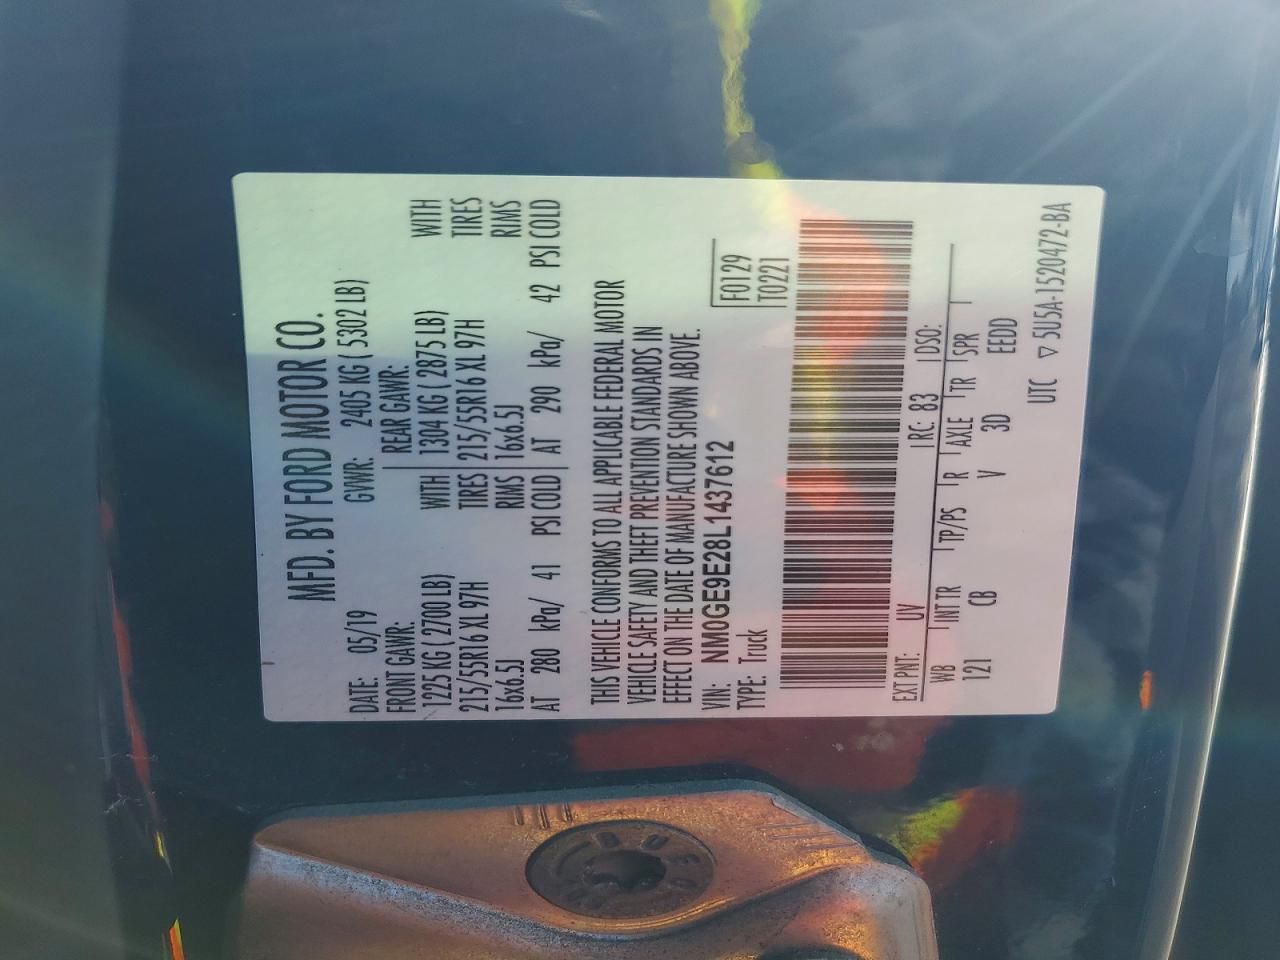 MFD. BY FORD MOTOR CO.
DATE: 05/19 GVWR: 2405 KG ( 5302 LB)
FRONT GAWR: REAR GAWR:
1225 KG ( 2700 LB) WITH 1304 KG ( 2875 LB) WITH
215/55R16 XL 97H TIRES 215/55R16 XL 97H TIRES
16x6.5J RIMS 16x6.5J RIMS
AT 280 kPa/ 41 PSI COLD AT 290 kPa/ 42 PSI COLD
THIS VEHICLE CONFORMS TO ALL APPLICABLE FEDERAL MOTOR
VEHICLE SAFETY AND THEFT PREVENTION STANDARDS IN
EFFECT ON THE DATE OF MANUFACTURE SHOWN ABOVE.
VIN: NM0GE9E28L1437612 F0129
TYPE: Truck T0221
EXT PNT: UV RC: 83 DSO:
WB INT TR TP/PS R AXLE TR SPR
121 CB V 3D EEDD
UTC ▽ 5U5A-1520472-BA